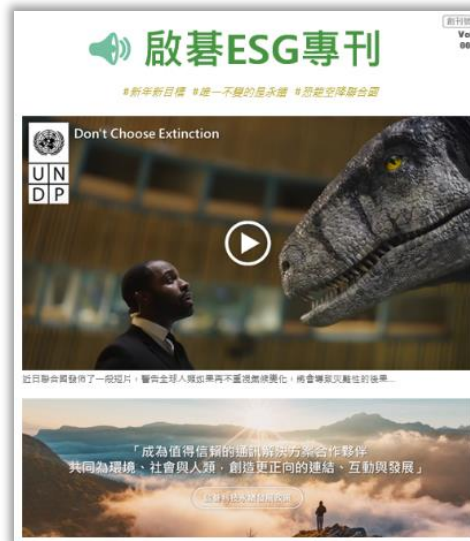 創刊號
Vo
00
啟碁ESG專刊
#新年新目標 #唯一不變的是永續 #恐龍空降聯合國
Don't Choose Extinction
U N
D P
近日聯合國發佈了一段短片，警告全球人類如果再不重視氣候變化，將會導致災難性的後果...
「成為值得信賴的通訊解決方案合作夥伴
共同為環境、社會與人類，創造更正向的連結、互動與發展」